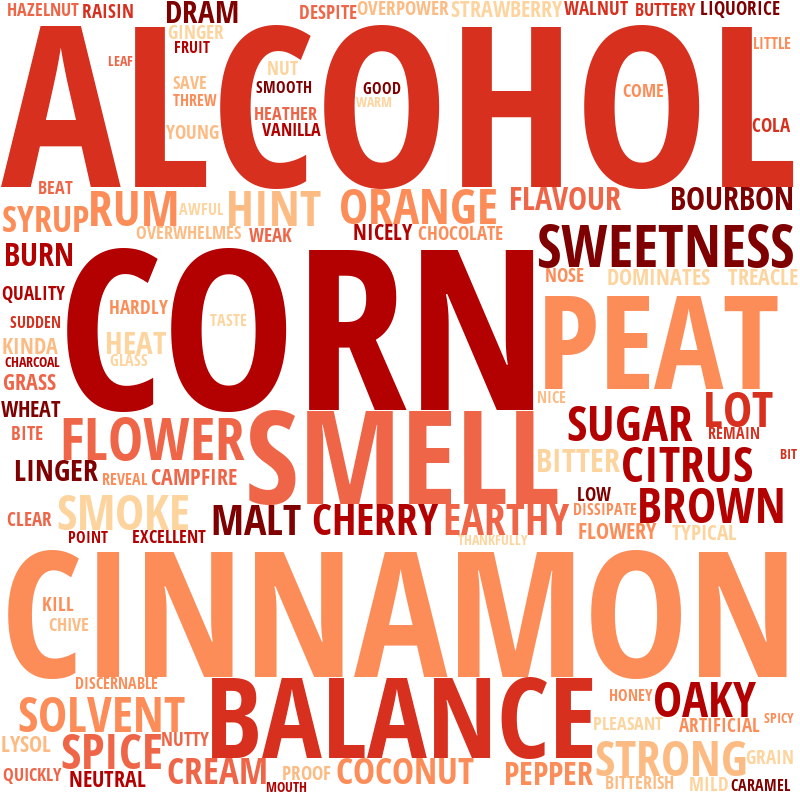 HAZELNUT RAISIN DRAM DESPITE OVERPOWER STRAWBERRY WALNUT BUTTERY LIQUORICE
GINGER
FRUIT LITTLE
ALCOHOL
LEAF NUT
SAVE SMOOTH GOOD COME
THREW WARM
HEATHER
YOUNG VANILLA COLA
BEAT
SYRUP RUM AWFUL HINT ORANGE FLAVOUR BOURBON
OVERWHELMES WEAK NICELY CHOCOLATE
BURN SWEETNESS
NOSE DOMINATES TREACLE
QUALITY CORN
HARDLY
SUDDEN TASTE PEAT
KINDA HEAT
CHARCOAL GLASS
GRASS
WHEAT NICE
BITE FLOWER SMELL SUGAR LOT
REMAIN
LINGER BITTER CITRUS BIT
REVEAL CAMPFIRE
LOW
CLEAR SMOKE MALT CHERRY EARTHY DISSIPATE BROWN
POINT EXCELLENT THANKFULLY FLOWERY TYPICAL
CINNAMON
KILL
CHIVE
DISCERNABLE
SOLVENT BALANCE HONEY OAKY
PLEASANT ARTIFICIAL SPICY
LYSOL SPICE NUTTY
STRONG GRAIN
QUICKLY NEUTRAL CREAM PROOF COCONUT PEPPER BITTERISH MILD CARAMEL
MOUTH